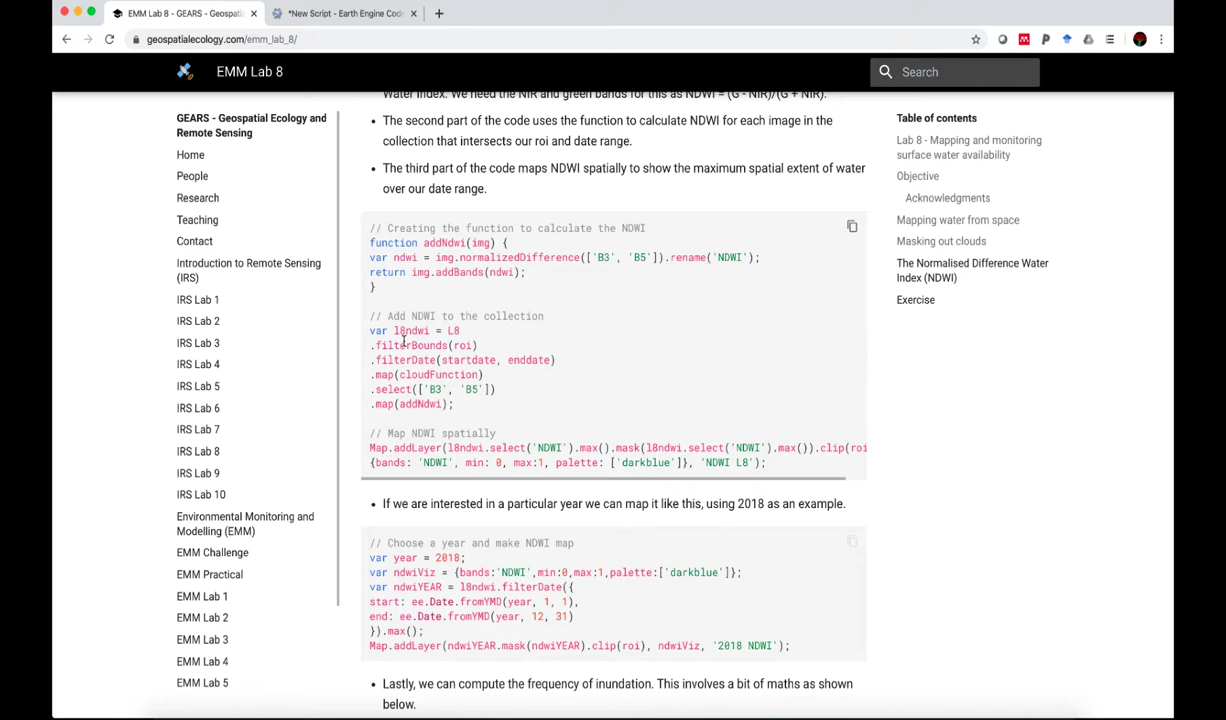 EMM Lab 8 - GEARS - Geospati
*New Script - Earth Engine Cod
geospatialecology.com/emm_lab_8/
EMM Lab 8
Search
GEARS - Geospatial Ecology and
Remote Sensing
Home
People
Research
Teaching
Contact
Introduction to Remote Sensing
(IRS)
IRS Lab 1
IRS Lab 2
IRS Lab 3
IRS Lab 4
IRS Lab 5
IRS Lab 6
IRS Lab 7
IRS Lab 8
IRS Lab 9
IRS Lab 10
Environmental Monitoring and
Modelling (EMM)
EMM Challenge
EMM Practical
EMM Lab 1
EMM Lab 2
EMM Lab 3
EMM Lab 4
EMM Lab 5
Water Index. We need the NIR and green bands for this as NDWI = (G - NIR)/(G + NIR).
• The second part of the code uses the function to calculate NDWI for each image in the
collection that intersects our roi and date range.
• The third part of the code maps NDWI spatially to show the maximum spatial extent of water
over our date range.
// Creating the function to calculate the NDWI
function addNdwi(img) {
var ndwi = img.normalizedDifference(['B3', 'B5']).rename('NDWI');
return img.addBands(ndwi);
}
// Add NDWI to the collection
var l8ndwi = L8
.filterBounds(roi)
.filterDate(startdate, enddate)
.map(cloudFunction)
.select(['B3', 'B5'])
.map(addNdwi);
// Map NDWI spatially
Map.addLayer(l8ndwi.select('NDWI').max().mask(l8ndwi.select('NDWI').max()).clip(roi
{bands: 'NDWI', min: 0, max:1, palette: ['darkblue']}, 'NDWI L8');
• If we are interested in a particular year we can map it like this, using 2018 as an example.
// Choose a year and make NDWI map
var year = 2018;
var ndwiViz = {bands:'NDWI',min:0,max:1,palette:['darkblue']};
var ndwiYEAR = l8ndwi.filterDate({
start: ee.Date.fromYMD(year, 1, 1),
end: ee.Date.fromYMD(year, 12, 31)
}).max();
Map.addLayer(ndwiYEAR.mask(ndwiYEAR).clip(roi), ndwiViz, '2018 NDWI');
• Lastly, we can compute the frequency of inundation. This involves a bit of maths as shown
below.
Table of contents
Lab 8 - Mapping and monitoring
surface water availability
Objective
Acknowledgments
Mapping water from space
Masking out clouds
The Normalised Difference Water
Index (NDWI)
Exercise